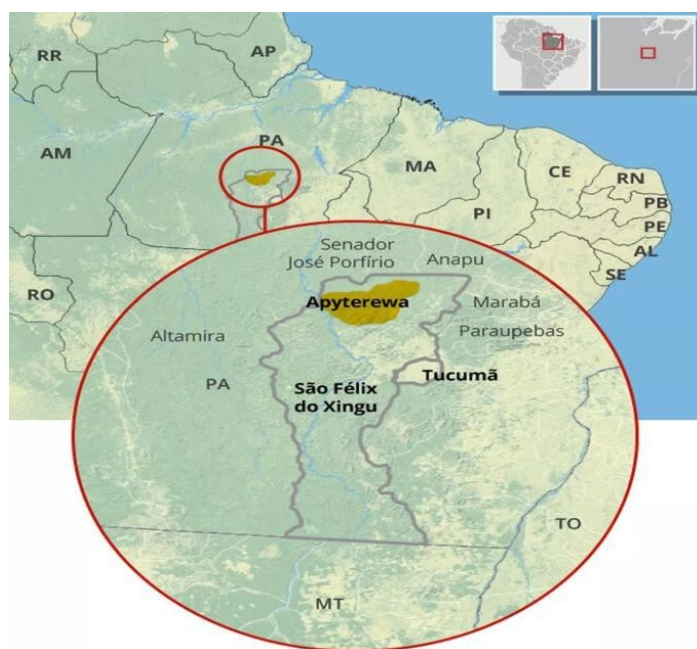 RR
AP
AM
PA
MA
CE
RN
PB
PI
PE
AL
SE
RO
Senador
José Porfírio
Anapu
Apyterewa
Marabá
Altamira
Paraupebas
PA
São Félix
do Xingu
Tucumã
TO
MT